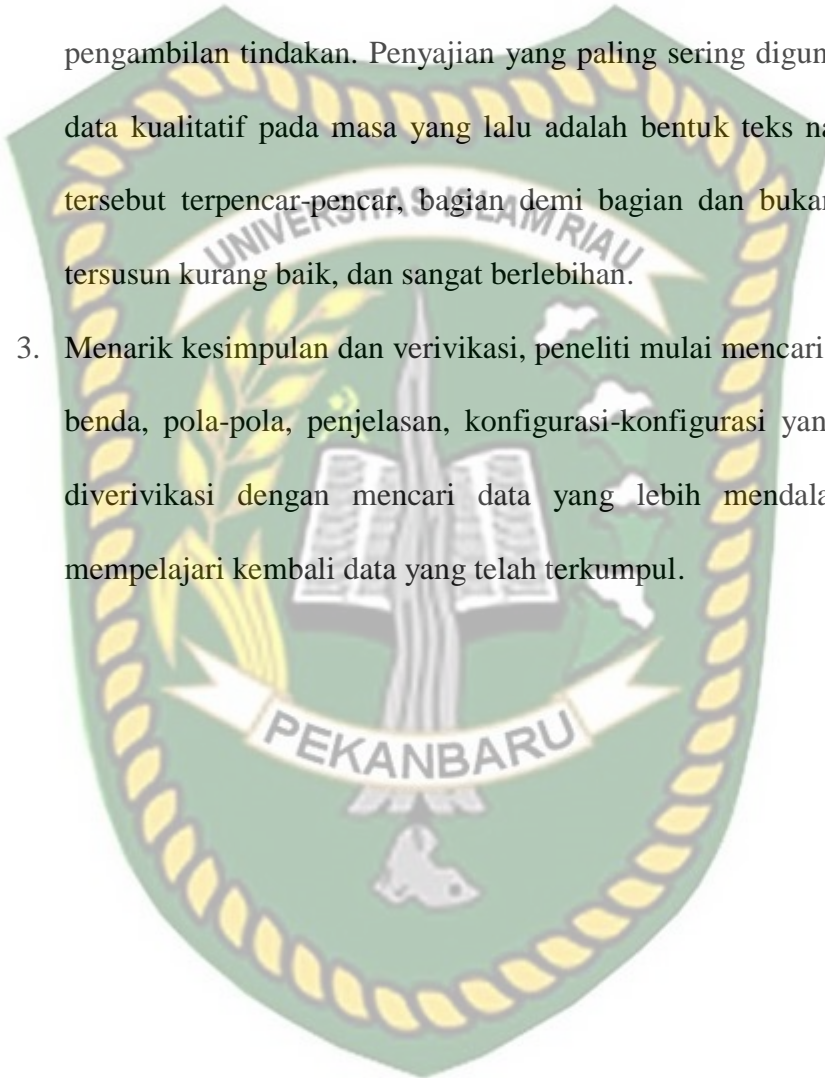 pengambilan tindakan. Penyajian yang paling sering digun
data kualitatif pada masa yang lalu adalah bentuk teks na
tersebut terpencar-pencar, bagian demi bagian dan bukan
UNIVERSITAS ISLAM RIAU
tersusun kurang baik, dan sangat berlebihan.
3. Menarik kesimpulan dan verivikasi, peneliti mulai mencari
benda, pola-pola, penjelasan, konfigurasi-konfigurasi yan
diverivikasi dengan mencari data yang lebih mendala
mempelajari kembali data yang telah terkumpul.
PEKANBARU